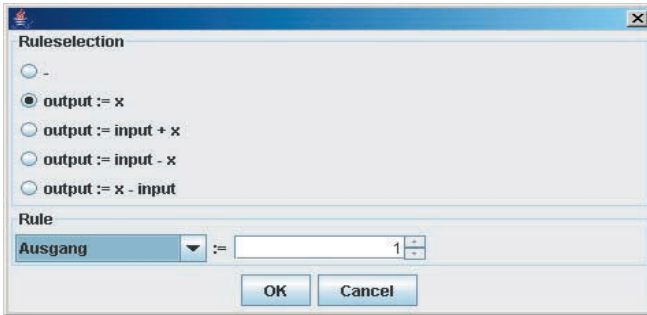 Ruleselection
-
output := x
output := input + x
output := input - x
output := x - input
Rule
Ausgang := 1
OK Cancel